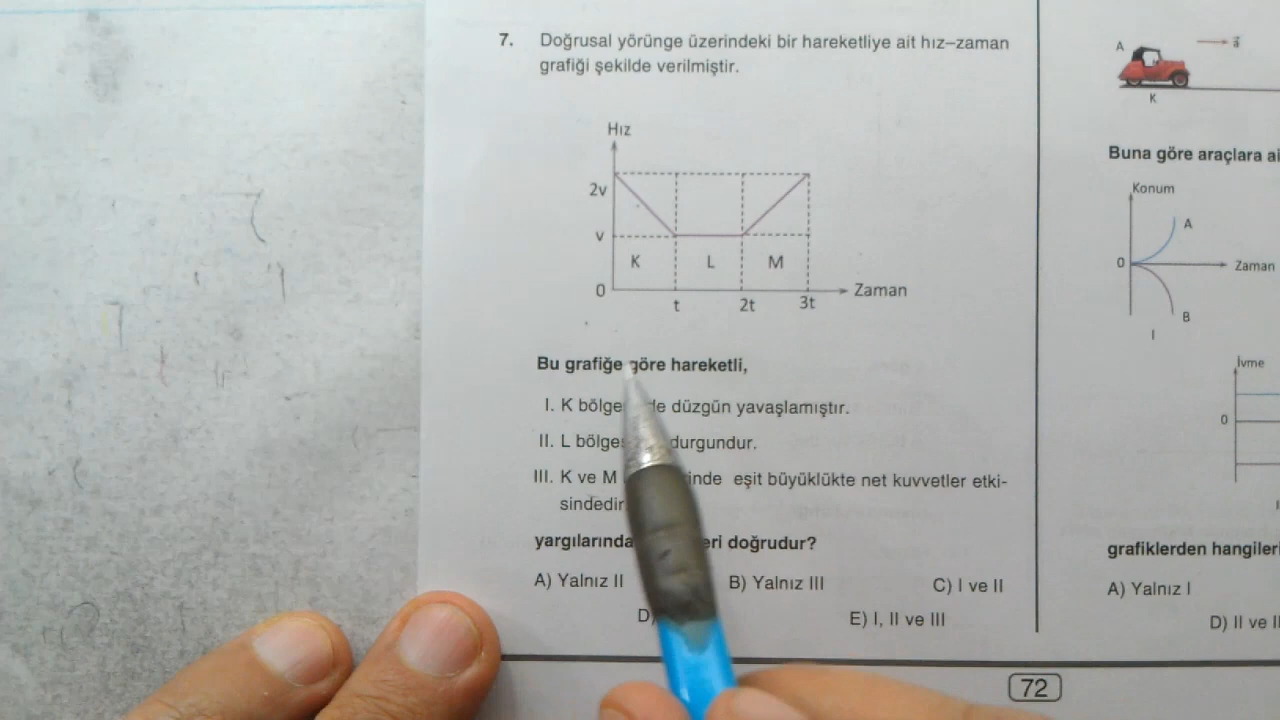 7. Doğrusal yörünge üzerindeki bir hareketliye ait hız–zaman
grafiği şekilde verilmiştir.
Hız
2v
v
0
K L M
t 2t 3t
Zaman
Bu grafiğe göre hareketli,
I. K bölge de düzgün yavaşlamıştır.
II. L bölges durgundur.
III. K ve M inde eşit büyüklükte net kuvvetler etki-
sindedir
yargılarında eri doğrudur?
A) Yalnız II B) Yalnız III C) I ve II
D) E) I, II ve III
72
A
a
K
Buna göre araçlara ai
Konum
A
0
Zaman
B
I
İvme
0
grafiklerden hangileri
A) Yalnız I
D) II ve II